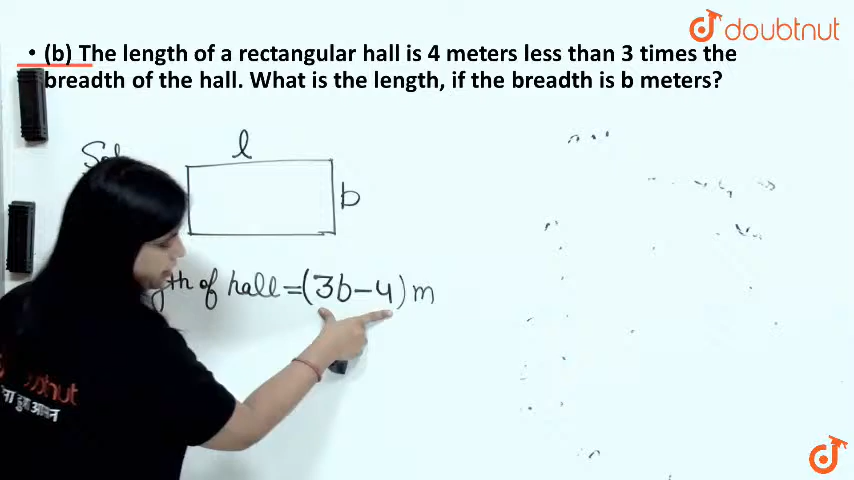 doubtnut
• (b) The length of a rectangular hall is 4 meters less than 3 times the
breadth of the hall. What is the length, if the breadth is b meters?
l
b
of hall = (3b-4) m